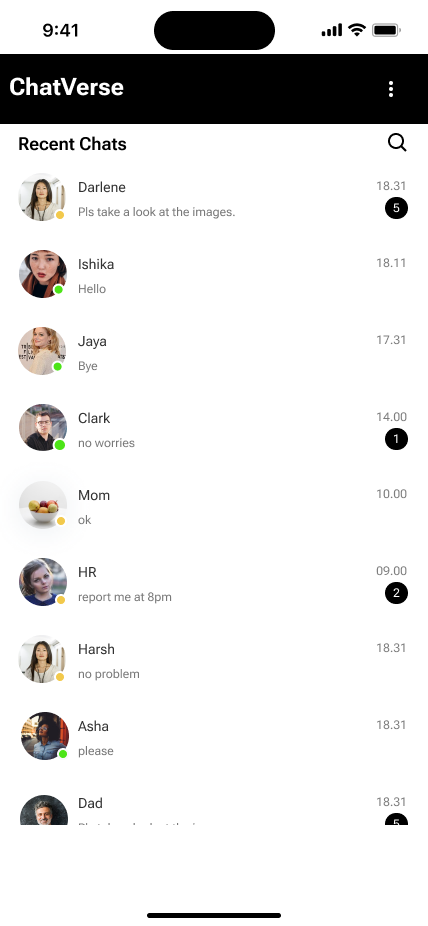 9:41
ChatVerse
Recent Chats
Darlene 18.31
Pls take a look at the images. 5
Ishika 18.11
Hello
Jaya 17.31
Bye
Clark 14.00
no worries 1
Mom 10.00
ok
HR 09.00
report me at 8pm 2
Harsh 18.31
no problem
Asha 18.31
please
Dad 18.31
5